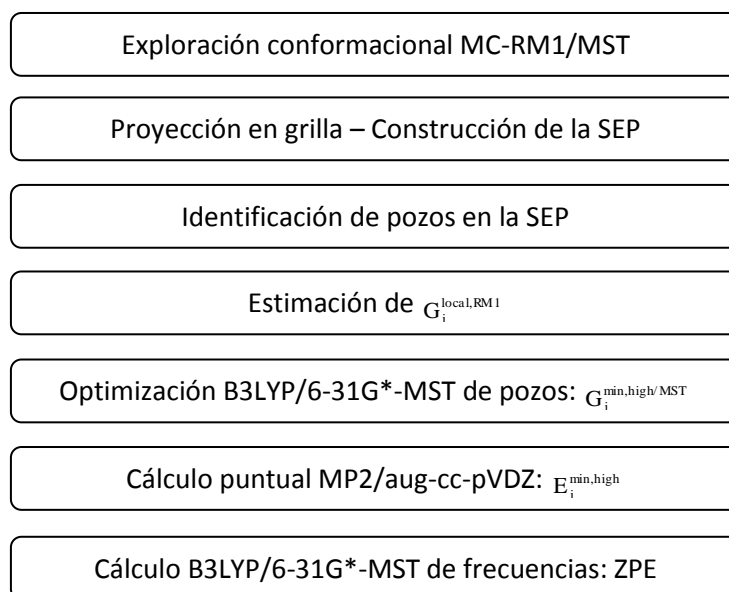 Exploración conformacional MC-RM1/MST
Proyección en grilla – Construcción de la SEP
Identificación de pozos en la SEP
Estimación de G_i^local,RM1
Optimización B3LYP/6-31G*-MST de pozos: G_i^min,high/MST
Cálculo puntual MP2/aug-cc-pVDZ: E_i^min,high
Cálculo B3LYP/6-31G*-MST de frecuencias: ZPE